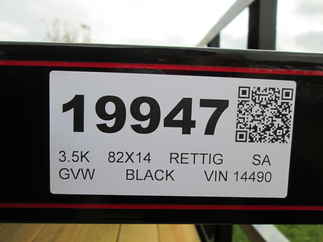 19947
3.5K 82X14 RETTIG SA
GVW BLACK VIN 14490